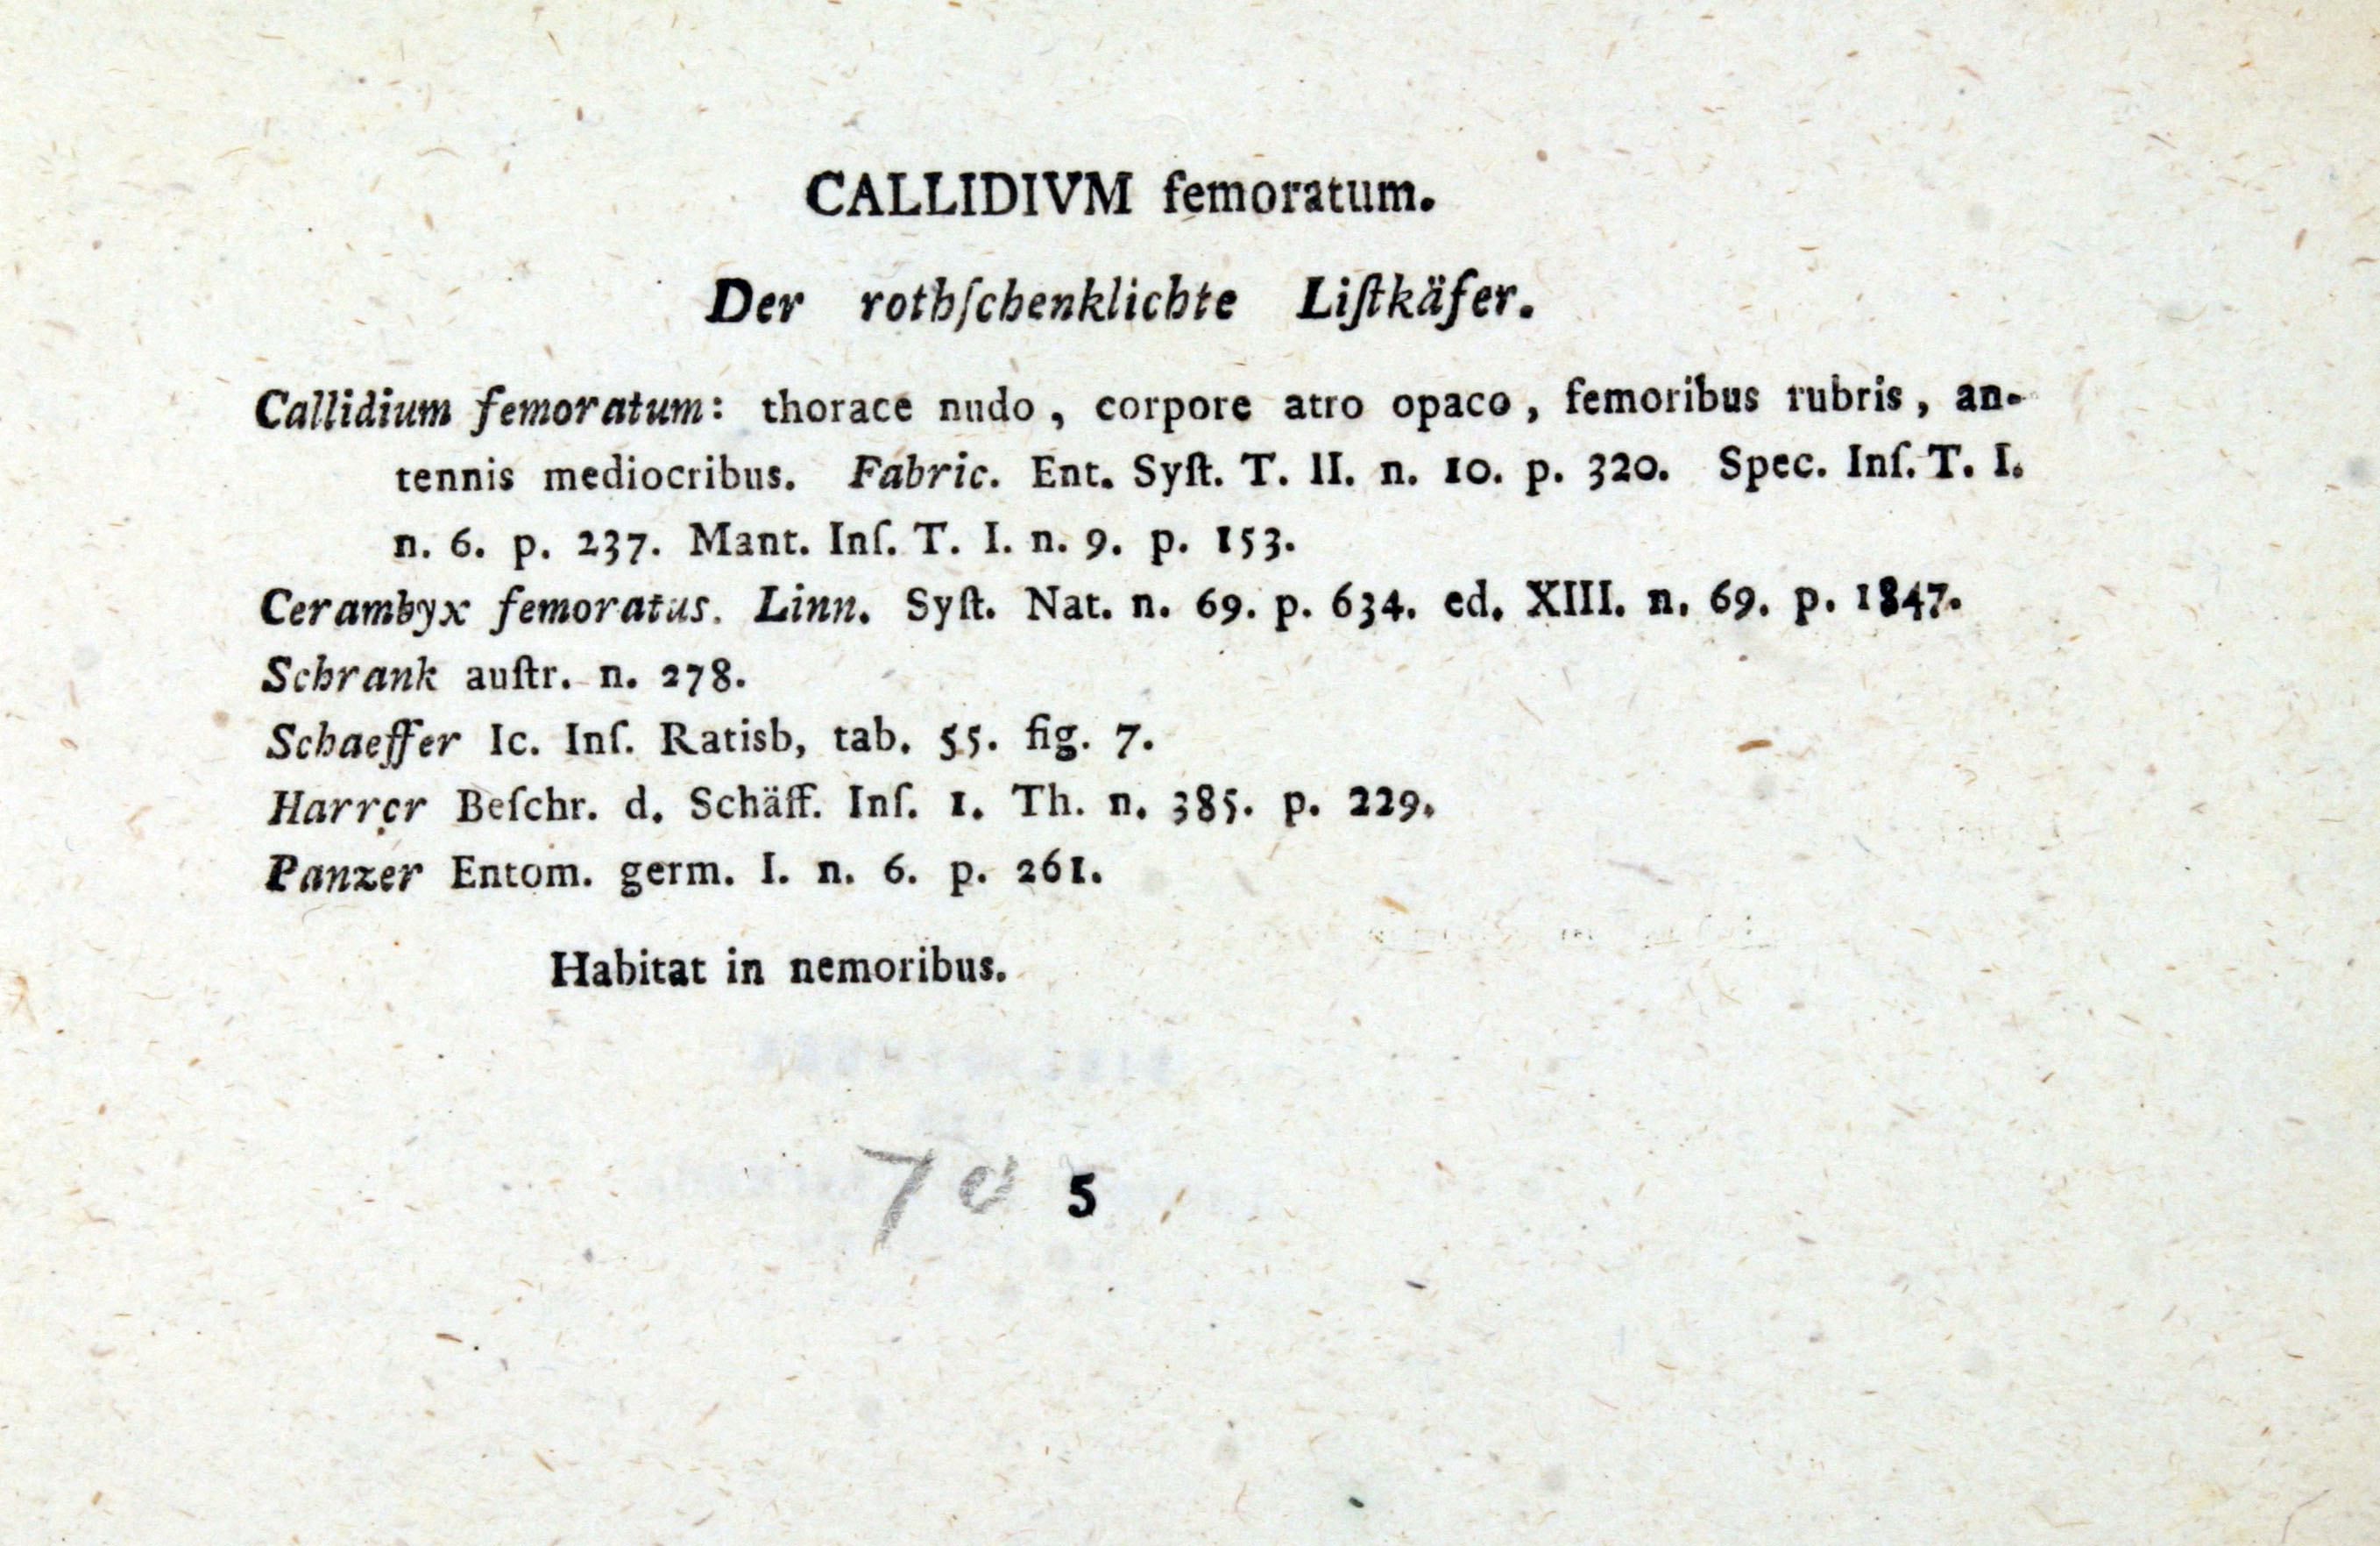 CALLIDIVM femoratum.
Der rothſchenklichte Liſtkäfer.
Callidium femoratum: thorace nudo, corpore atro opaco, femoribus rubris, an-
tennis mediocribus. Fabric. Ent. Syſt. T. II. n. 10. p. 320. Spec. Inſ. T. I.
n. 6. p. 237. Mant. Inſ. T. I. n. 9. p. 153.
Cerambyx femoratus. Linn. Syſt. Nat. n. 69. p. 634. ed. XIII. n. 69. p. 1847.
Schrank auſtr. n. 278.
Schaeffer Ic. Inſ. Ratisb, tab. 55. fig. 7.
Harrer Beſchr. d. Schäff. Inſ. 1. Th. n. 385. p. 229.
Panzer Entom. germ. I. n. 6. p. 261.
Habitat in nemoribus.
70 5